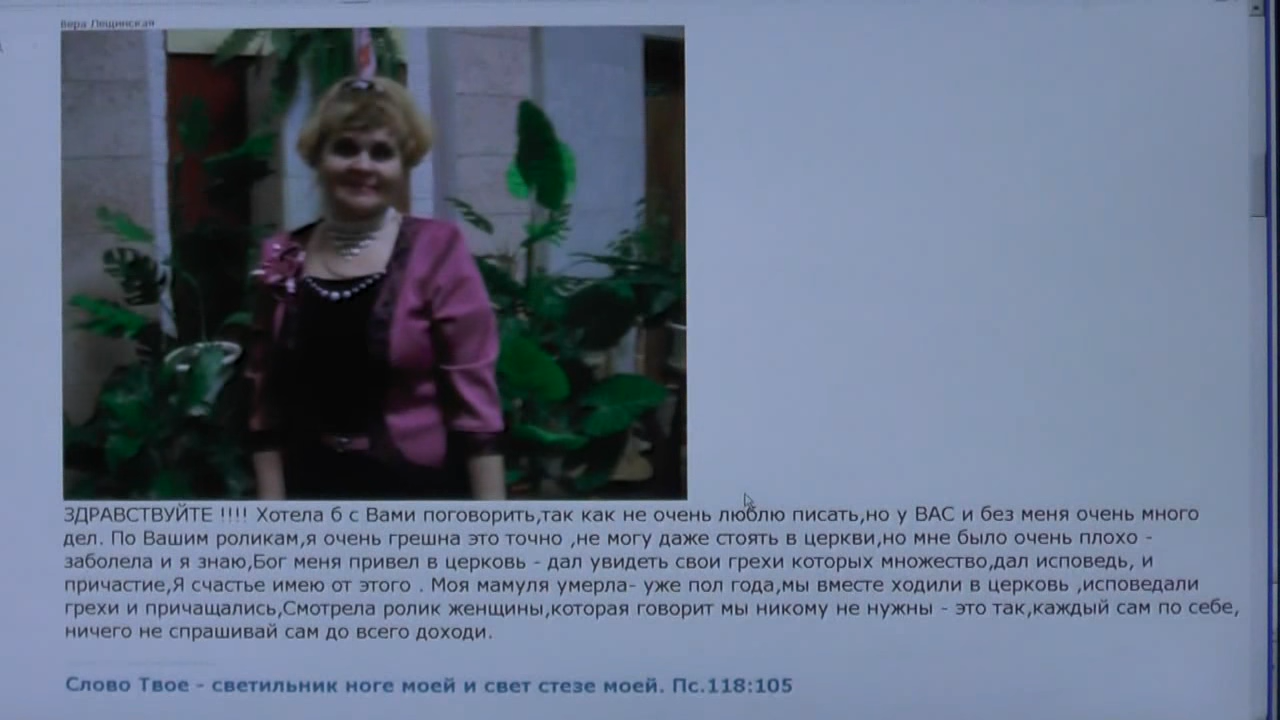 Вера Лещинская
ЗДРАВСТВУЙТЕ !!!! Хотела б с Вами поговорить,так как не очень люблю писать,но у ВАС и без меня очень много
дел. По Вашим роликам,я очень грешна это точно ,не могу даже стоять в церкви,но мне было очень плохо -
заболела и я знаю,Бог меня привел в церковь - дал увидеть свои грехи которых множество,дал исповедь, и
причастие,Я счастье имею от этого . Моя мамуля умерла- уже пол года,мы вместе ходили в церковь ,исповедали
грехи и причащались,Смотрела ролик женщины,которая говорит мы никому не нужны - это так,каждый сам по себе,
ничего не спрашивай сам до всего доходи.
Слово Твое - светильник ноге моей и свет стезе моей. Пс.118:105